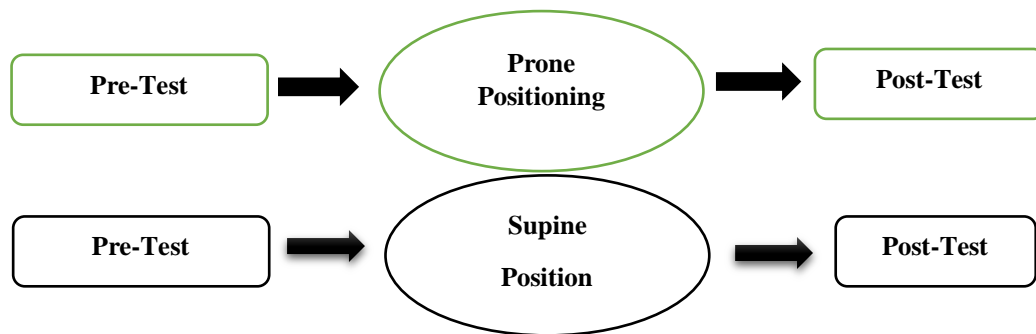 Pre-Test
Prone
Positioning
Post-Test
Pre-Test
Supine
Position
Post-Test